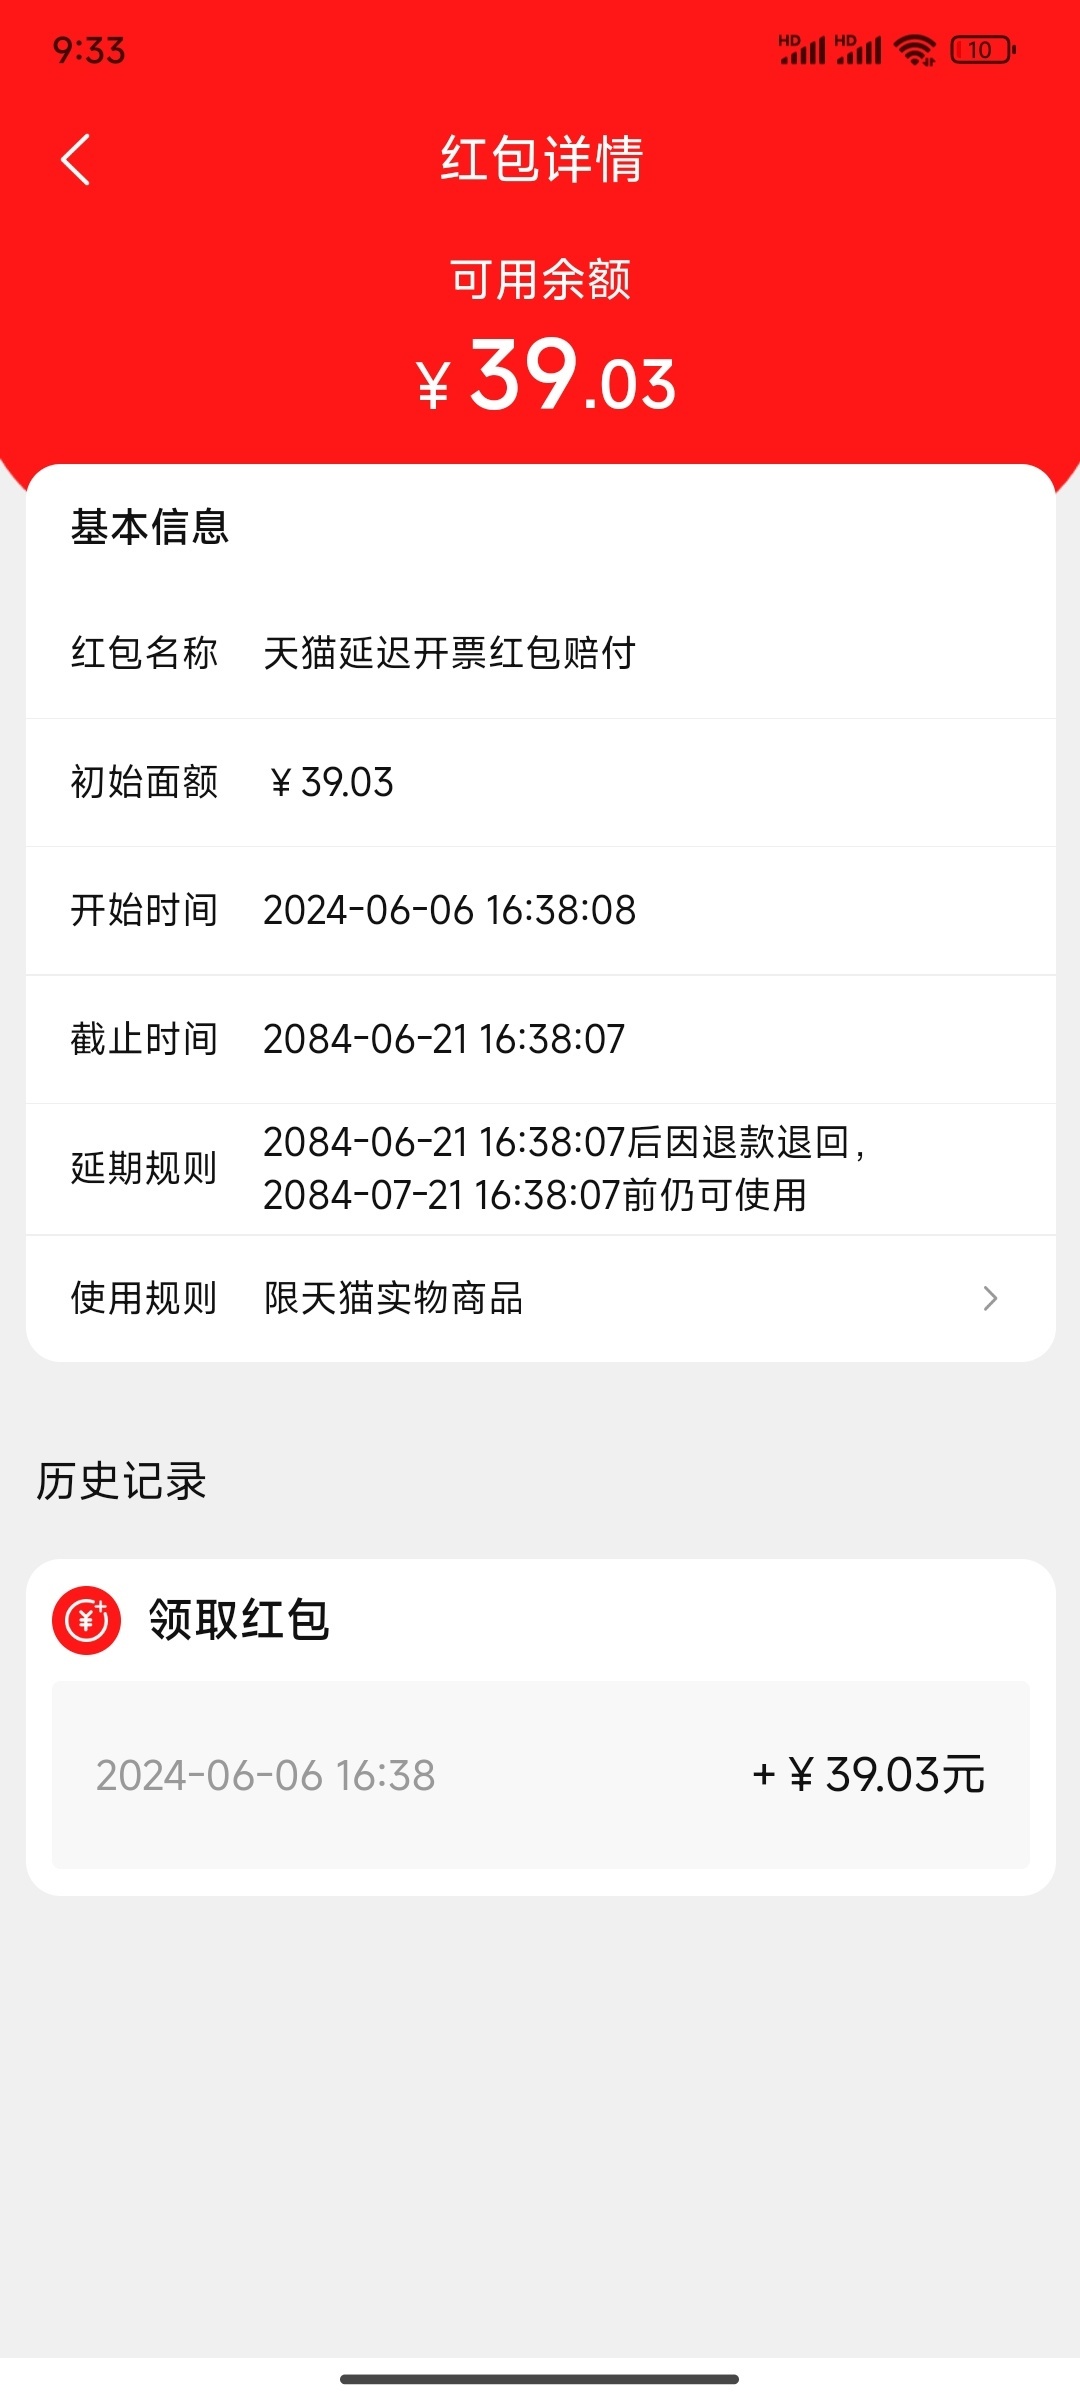 9:33
HD HD 10
红包详情
可用余额
¥39.03
基本信息
红包名称 天猫延迟开票红包赔付
初始面额 ¥39.03
开始时间 2024-06-06 16:38:08
截止时间 2084-06-21 16:38:07
延期规则 2084-06-21 16:38:07后因退款退回，
2084-07-21 16:38:07前仍可使用
使用规则 限天猫实物商品
历史记录
领取红包
2024-06-06 16:38 +¥39.03元